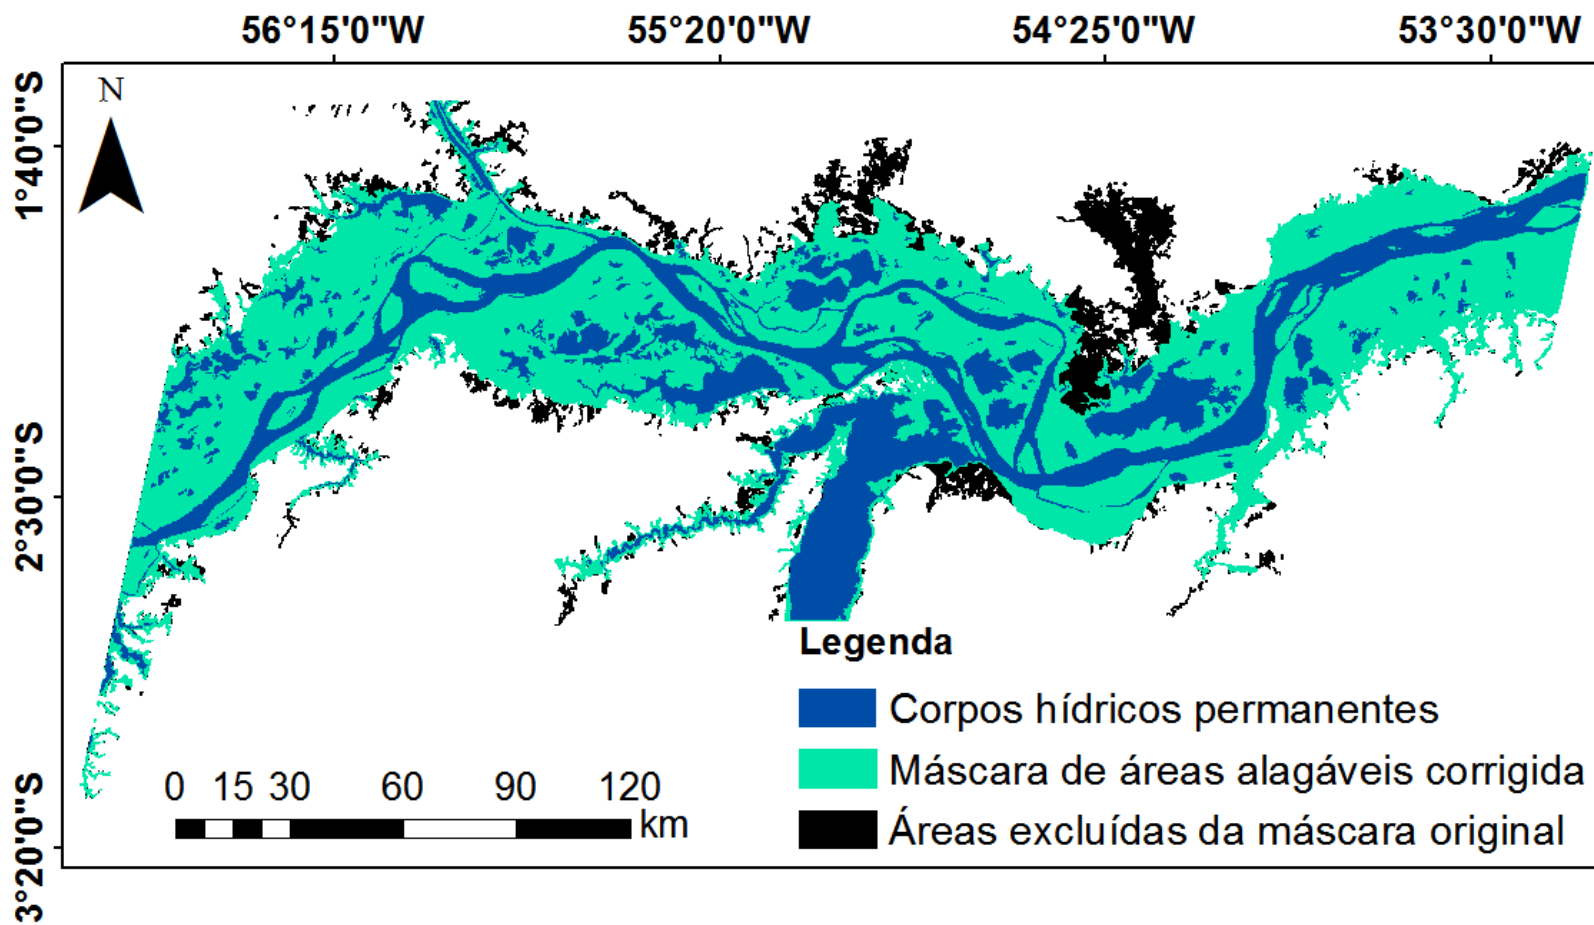 56°15'0"W 55°20'0"W 54°25'0"W 53°30'0"W
1°40'0"S
2°30'0"S
3°20'0"S
N
Legenda
Corpos hídricos permanentes
Máscara de áreas alagáveis corrigida
Áreas excluídas da máscara original
0 15 30 60 90 120
km